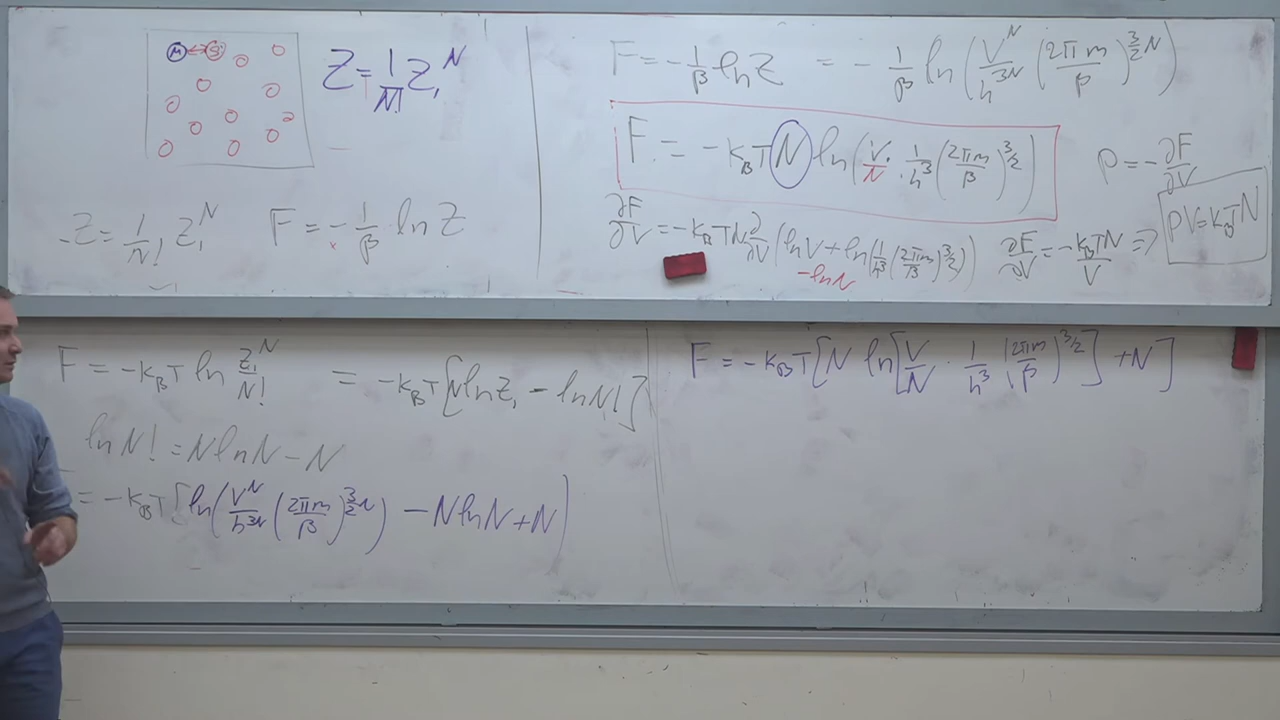 Z = 1/N! Z₁^N
-Z = 1/N! Z₁^N
F = -1/β ln Z
F = -1/β ln Z = -1/β ln(V^N/h^{3N} (2πm/β)^{3/2 N})
F = -k_B T N ln(V/N · 1/h³ (2πm/β)^{3/2})
P = -∂F/∂V
∂F/∂V = -k_B T N ∂/∂V (ln V + ln(1/h³ (2πm/β)^{3/2}))
-ln N
∂F/∂V = -k_B T N/V ⇒
PV = k_B T N
F = -k_B T ln Z₁^N/N! = -k_B T [N ln Z₁ - ln N!]
ln N! = N ln N - N
= -k_B T [ln(V^N/h^{3N} (2πm/β)^{3/2 N}) - N ln N + N]
F = -k_B T [N ln[V/N · 1/h³ (2πm/β)^{3/2}] + N]